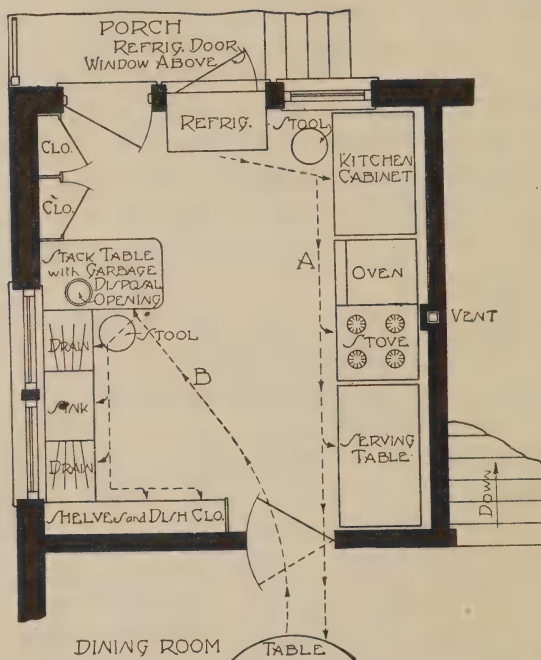 PORCH
REFRIG. DOOR
WINDOW ABOVE
REFRIG.
STOOL
CLO.
CLO.
KITCHEN
CABINET
A
STACK TABLE
with GARBAGE
DISPOSAL
OPENING
OVEN
VENT
STOVE
DRAIN
STOOL
B
SINK
SERVING
TABLE
DRAIN
DOWN
SHELVES and DISH CLO.
DINING ROOM
TABLE